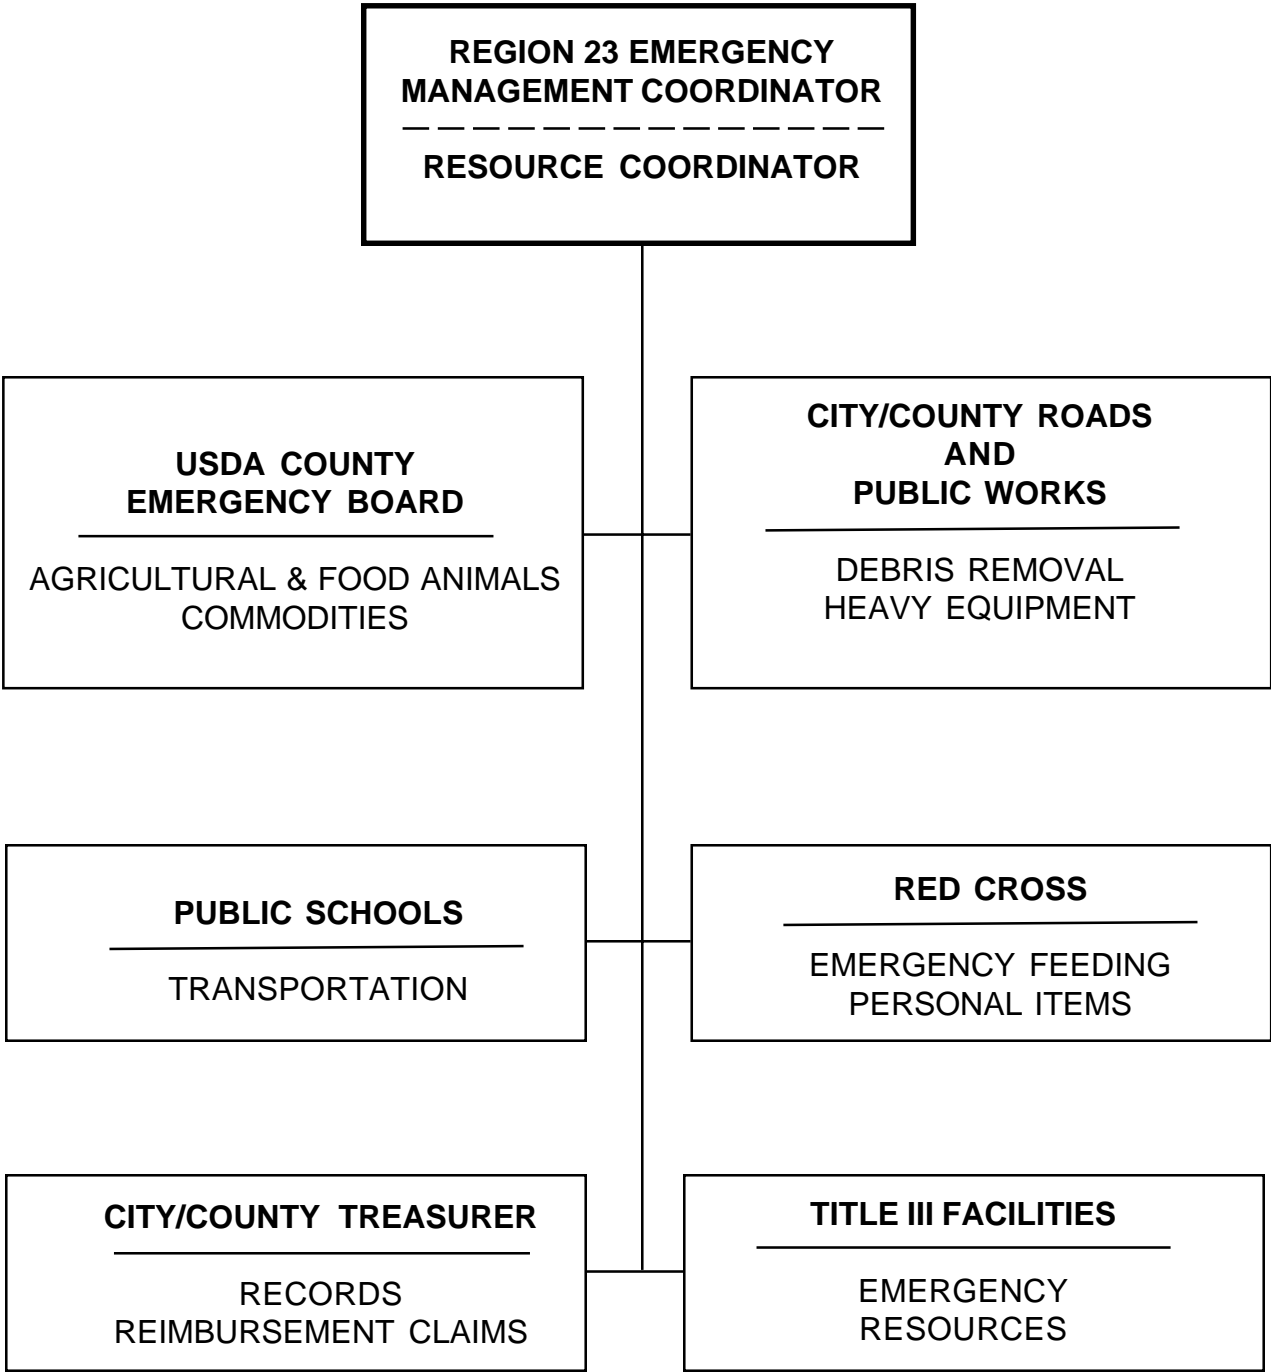 REGION 23 EMERGENCY
MANAGEMENT COORDINATOR
RESOURCE COORDINATOR
USDA COUNTY
EMERGENCY BOARD
AGRICULTURAL & FOOD ANIMALS
COMMODITIES
CITY/COUNTY ROADS
AND
PUBLIC WORKS
DEBRIS REMOVAL
HEAVY EQUIPMENT
PUBLIC SCHOOLS
TRANSPORTATION
RED CROSS
EMERGENCY FEEDING
PERSONAL ITEMS
CITY/COUNTY TREASURER
RECORDS
REIMBURSEMENT CLAIMS
TITLE III FACILITIES
EMERGENCY
RESOURCES